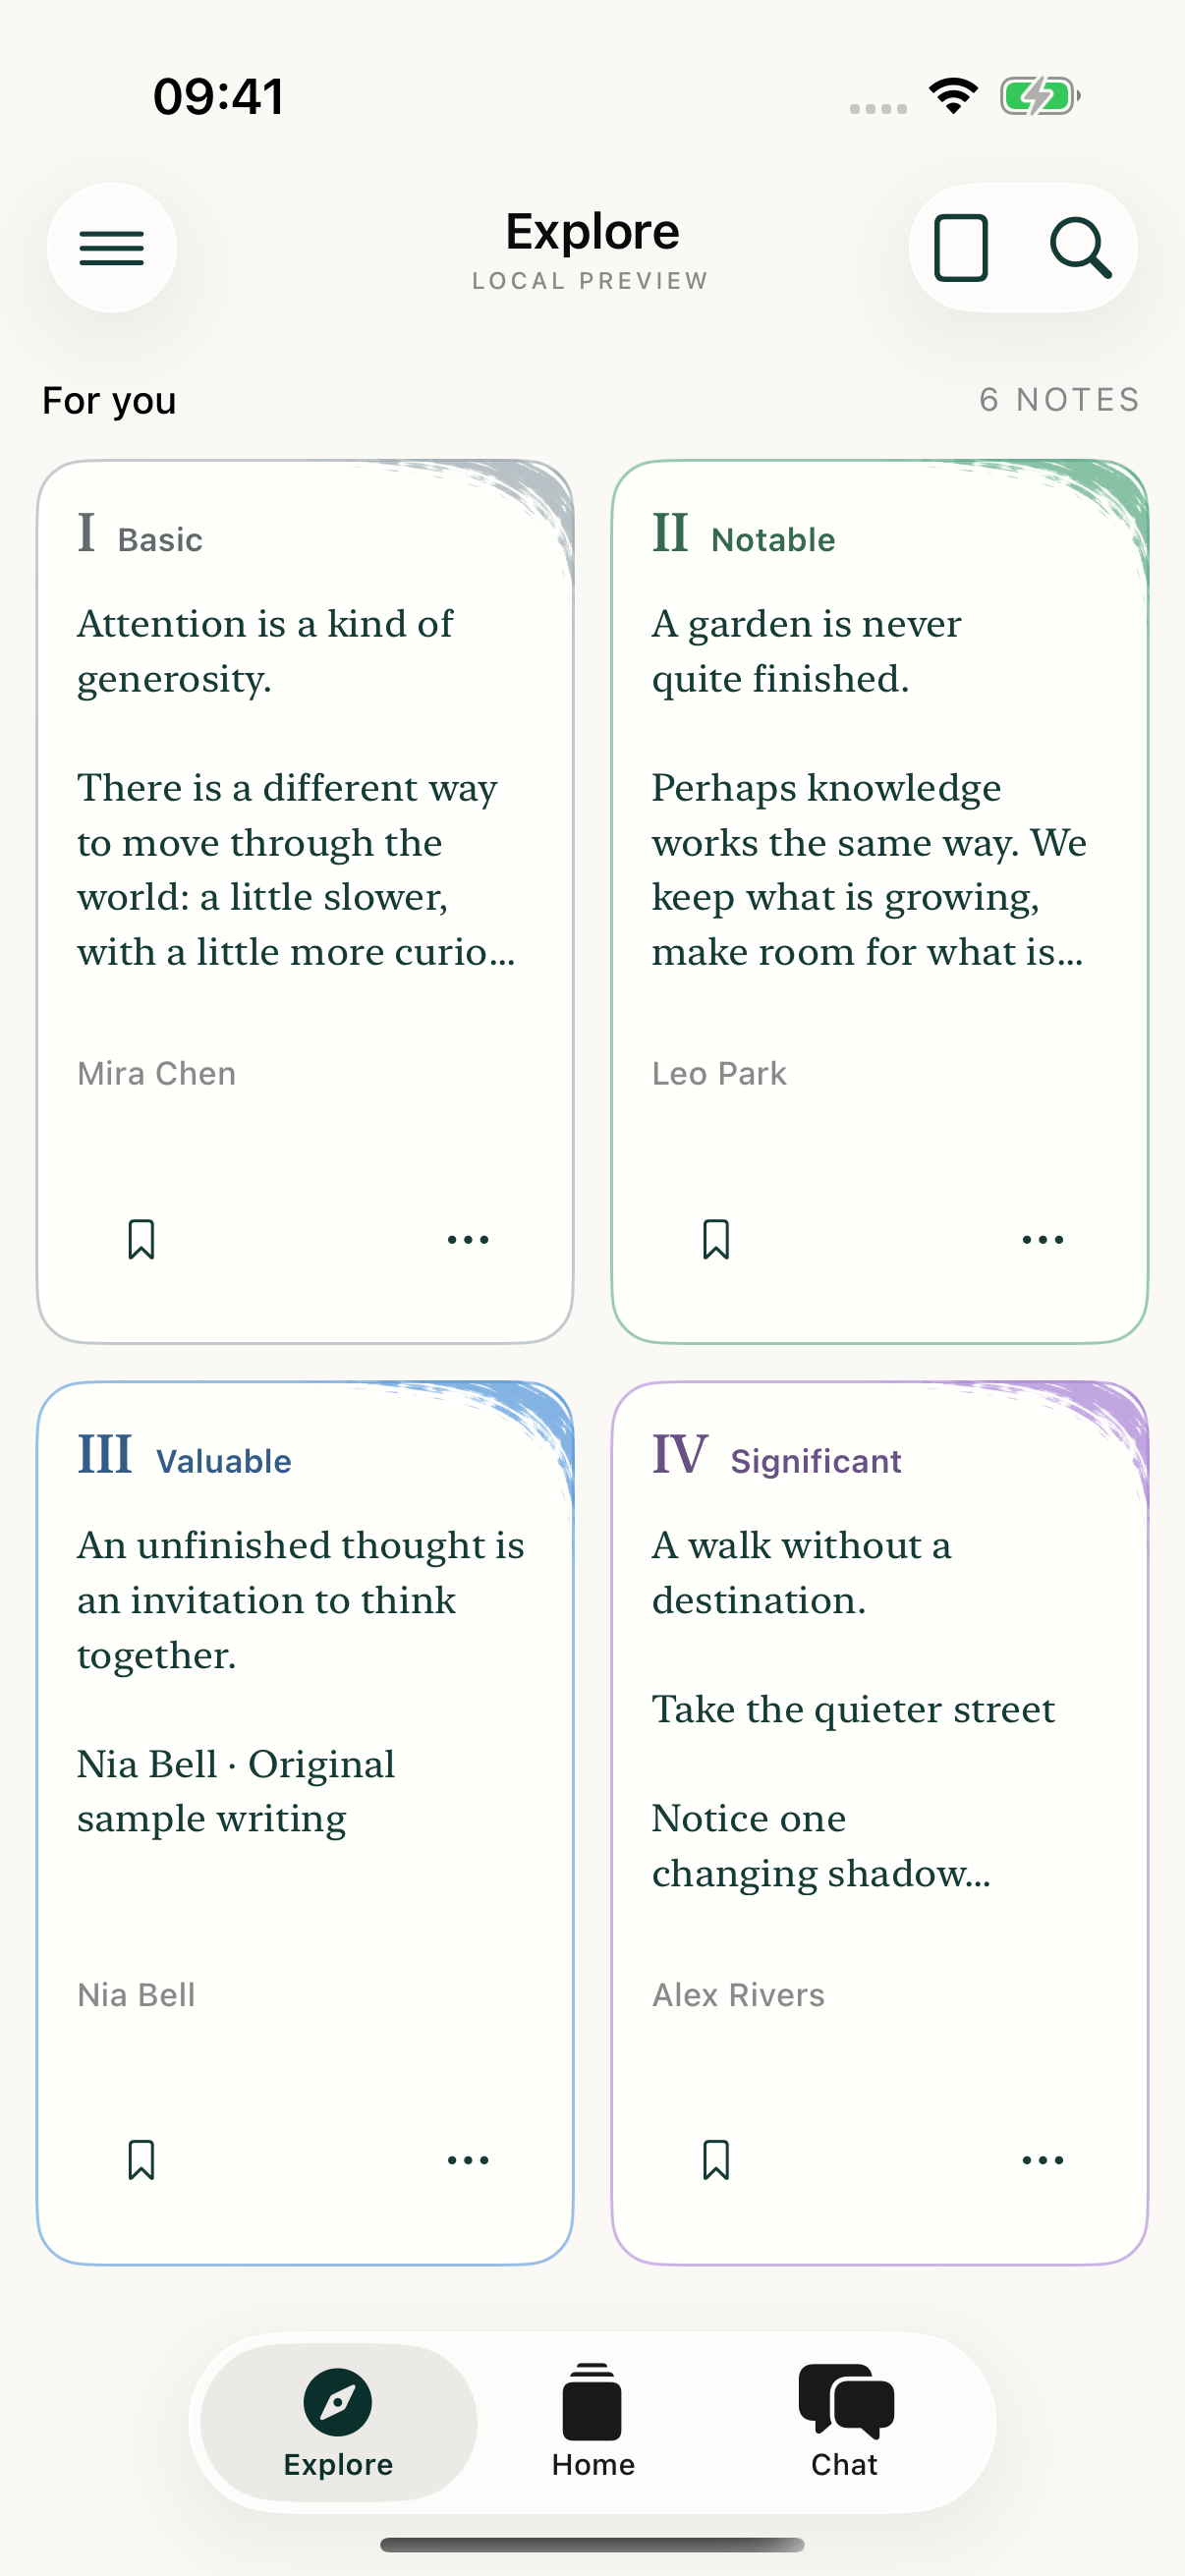 09:41
Explore
LOCAL PREVIEW
For you
6 NOTES
I Basic
Attention is a kind of
generosity.
There is a different way
to move through the
world: a little slower,
with a little more curio...
Mira Chen
II Notable
A garden is never
quite finished.
Perhaps knowledge
works the same way. We
keep what is growing,
make room for what is...
Leo Park
III Valuable
An unfinished thought is
an invitation to think
together.
Nia Bell · Original
sample writing
Nia Bell
IV Significant
A walk without a
destination.
Take the quieter street
Notice one
changing shadow...
Alex Rivers
Explore
Home
Chat